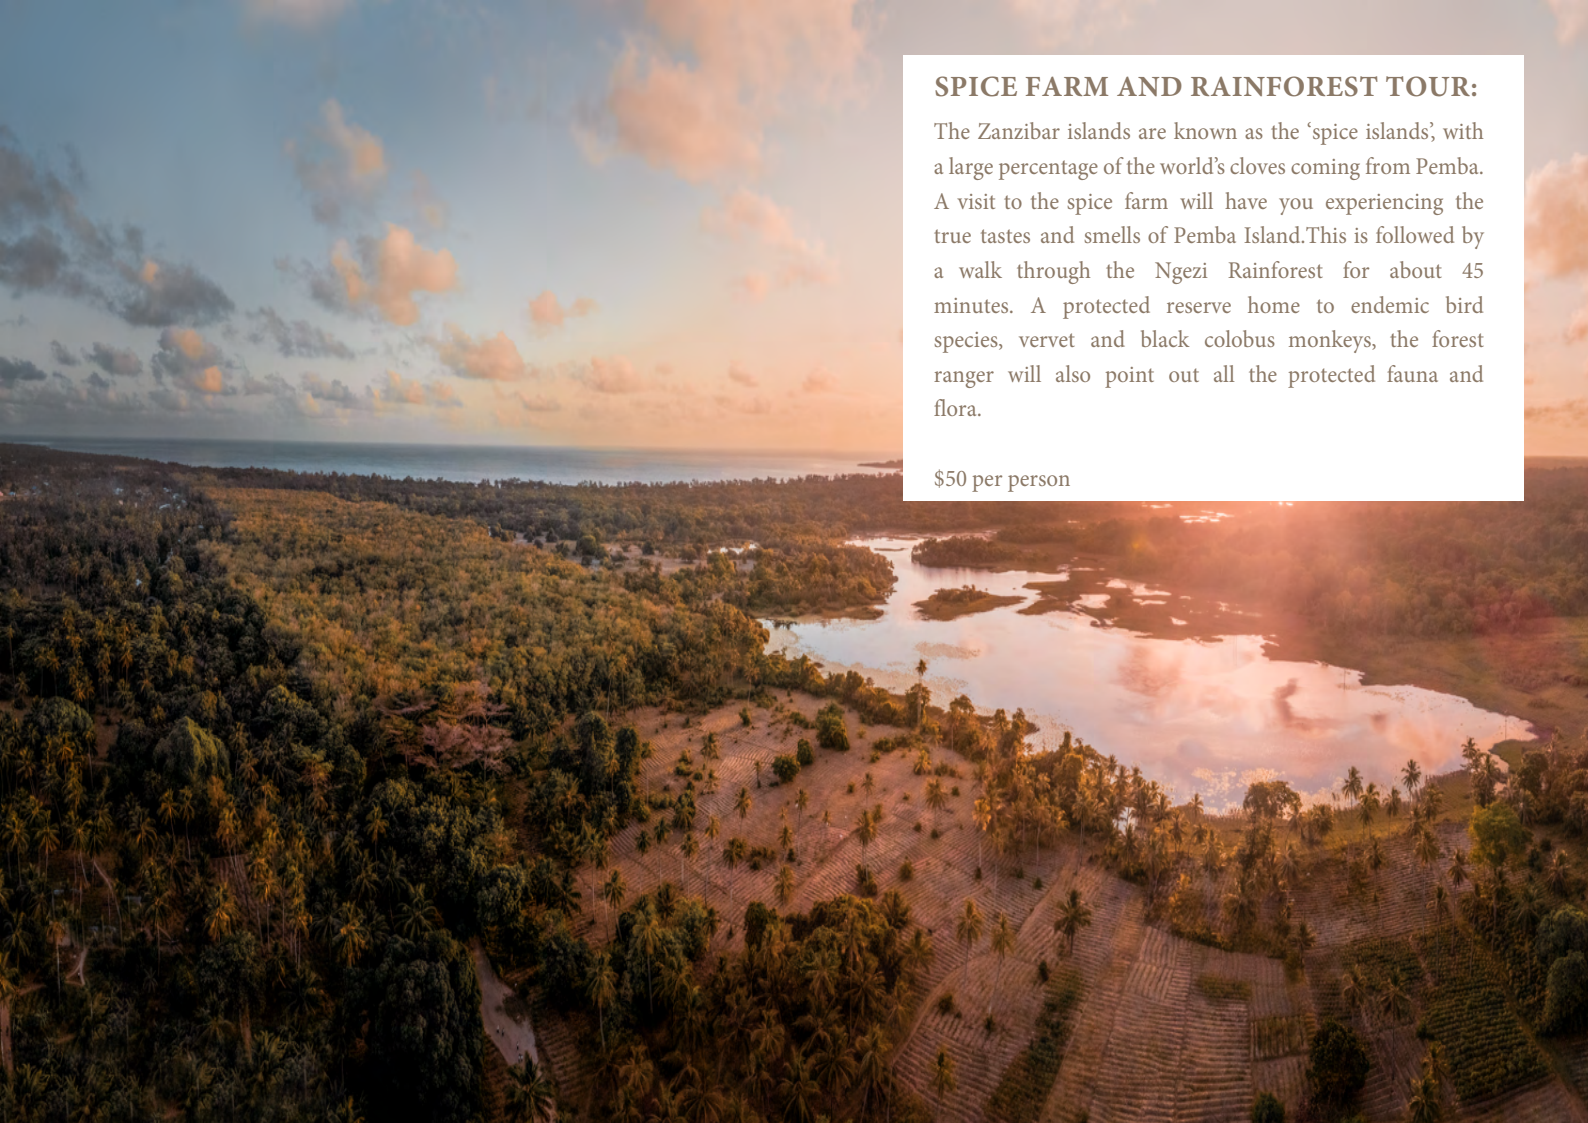 SPICE FARM AND RAINFOREST TOUR:
The Zanzibar islands are known as the ‘spice islands’, with
a large percentage of the world’s cloves coming from Pemba.
A visit to the spice farm will have you experiencing the
true tastes and smells of Pemba Island.This is followed by
a walk through the Ngezi Rainforest for about 45
minutes. A protected reserve home to endemic bird
species, vervet and black colobus monkeys, the forest
ranger will also point out all the protected fauna and
flora.
$50 per person